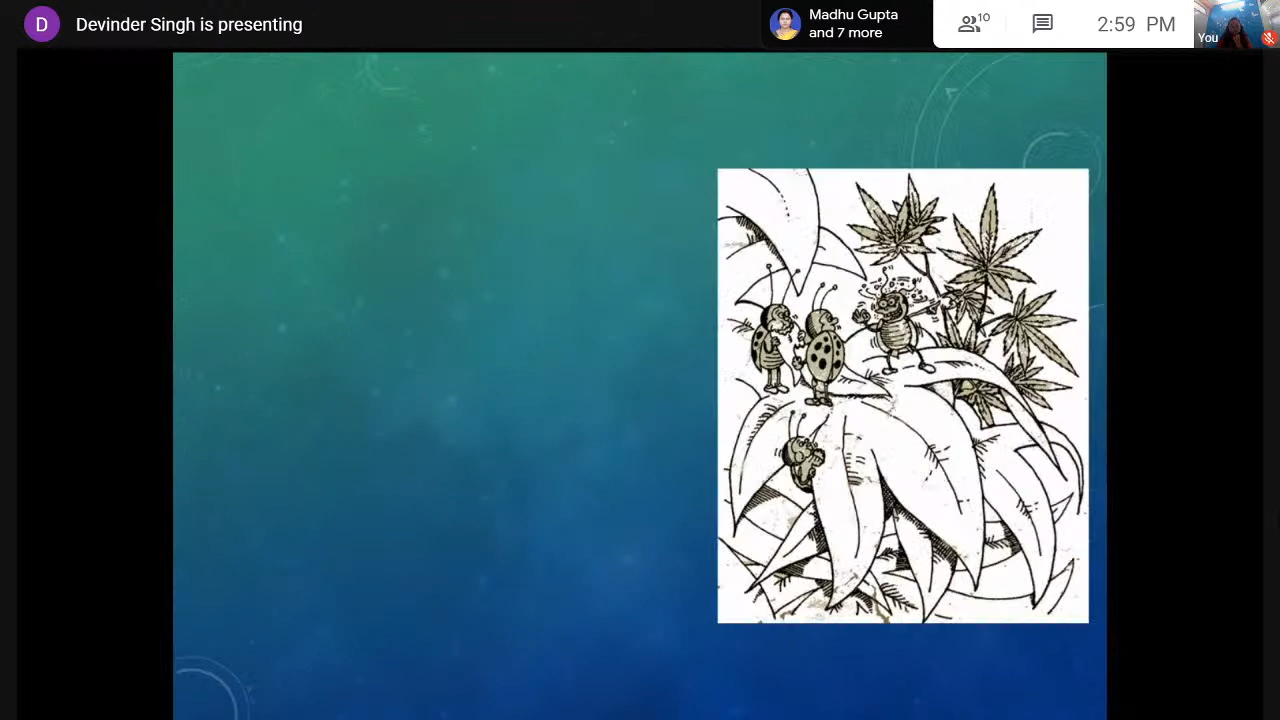 D
Devinder Singh is presenting
Madhu Gupta
and 7 more
10
2:59 PM
You